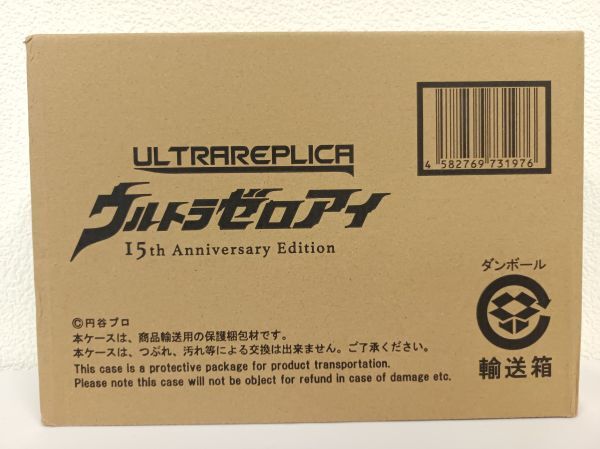 4 582769 731976
ULTRAREPLICA
ウルトラゼロアイ
15th Anniversary Edition
ダンボール
輸送箱
©円谷プロ
本ケースは、商品輸送用の保護梱包材です。
本ケースは、つぶれ、汚れ等による交換は出来ません。ご了承ください。
This case is a protective package for product transportation.
Please note this case will not be object for refund in case of damage etc.